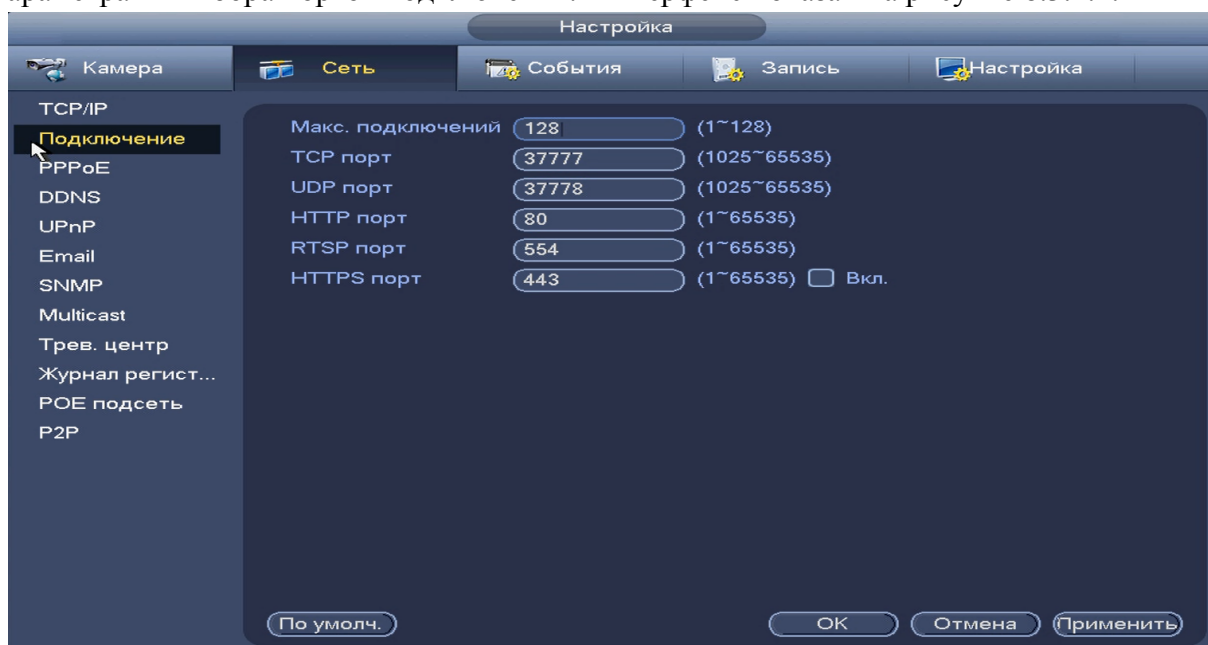 Настройка
Камера Сеть События Запись Настройка
TCP/IP
Подключение
PPPoE
DDNS
UPnP
Email
SNMP
Multicast
Трев. центр
Журнал регист...
POE подсеть
P2P
Макс. подключений 128 (1~128)
TCP порт 37777 (1025~65535)
UDP порт 37778 (1025~65535)
HTTP порт 80 (1~65535)
RTSP порт 554 (1~65535)
HTTPS порт 443 (1~65535) Вкл.
По умолч. OK Отмена Применить